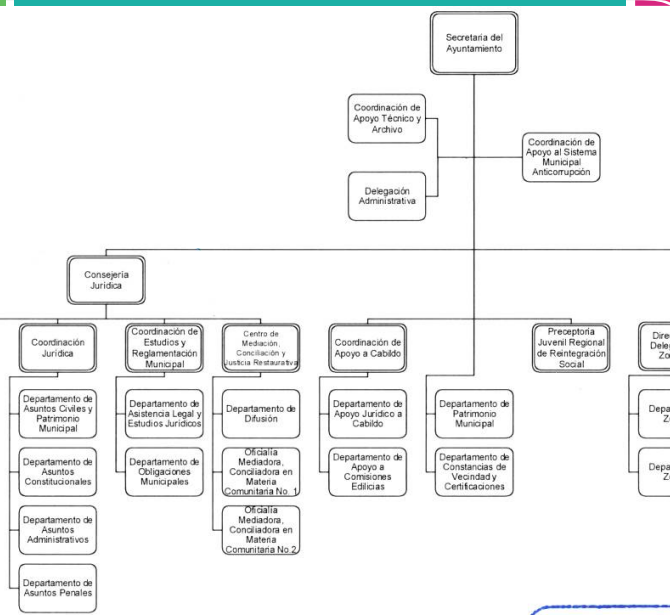 Secretaria del
Ayuntamiento
Coordinación de
Apoyo Técnico y
Archivo
Coordinación de
Apoyo al Sistema
Municipal
Anticorrupción
Delegación
Administrativa
Consejería
Jurídica
Coordinación
Jurídica
Coordinación de
Estudios y
Reglamentación
Municipal
Centro de
Mediación,
Conciliación y
Justicia Restaurativa
Coordinación de
Apoyo a Cabildo
Preceptoría
Juvenil Regional
de Reintegración
Social
Departamento de
Asuntos Civiles y
Patrimonio
Municipal
Departamento de
Asistencia Legal y
Estudios Jurídicos
Departamento de
Difusión
Departamento de
Apoyo Jurídico a
Cabildo
Departamento de
Patrimonio
Municipal
Departamento de
Asuntos
Constitucionales
Departamento de
Obligaciones
Municipales
Oficialía
Mediadora,
Conciliadora en
Materia
Comunitaria No. 1
Departamento de
Apoyo a
Comisiones
Edilicias
Departamento de
Constancias de
Vecindad y
Certificaciones
Departamento de
Asuntos
Administrativos
Oficialía
Mediadora,
Conciliadora en
Materia
Comunitaria No.2
Departamento de
Asuntos Penales